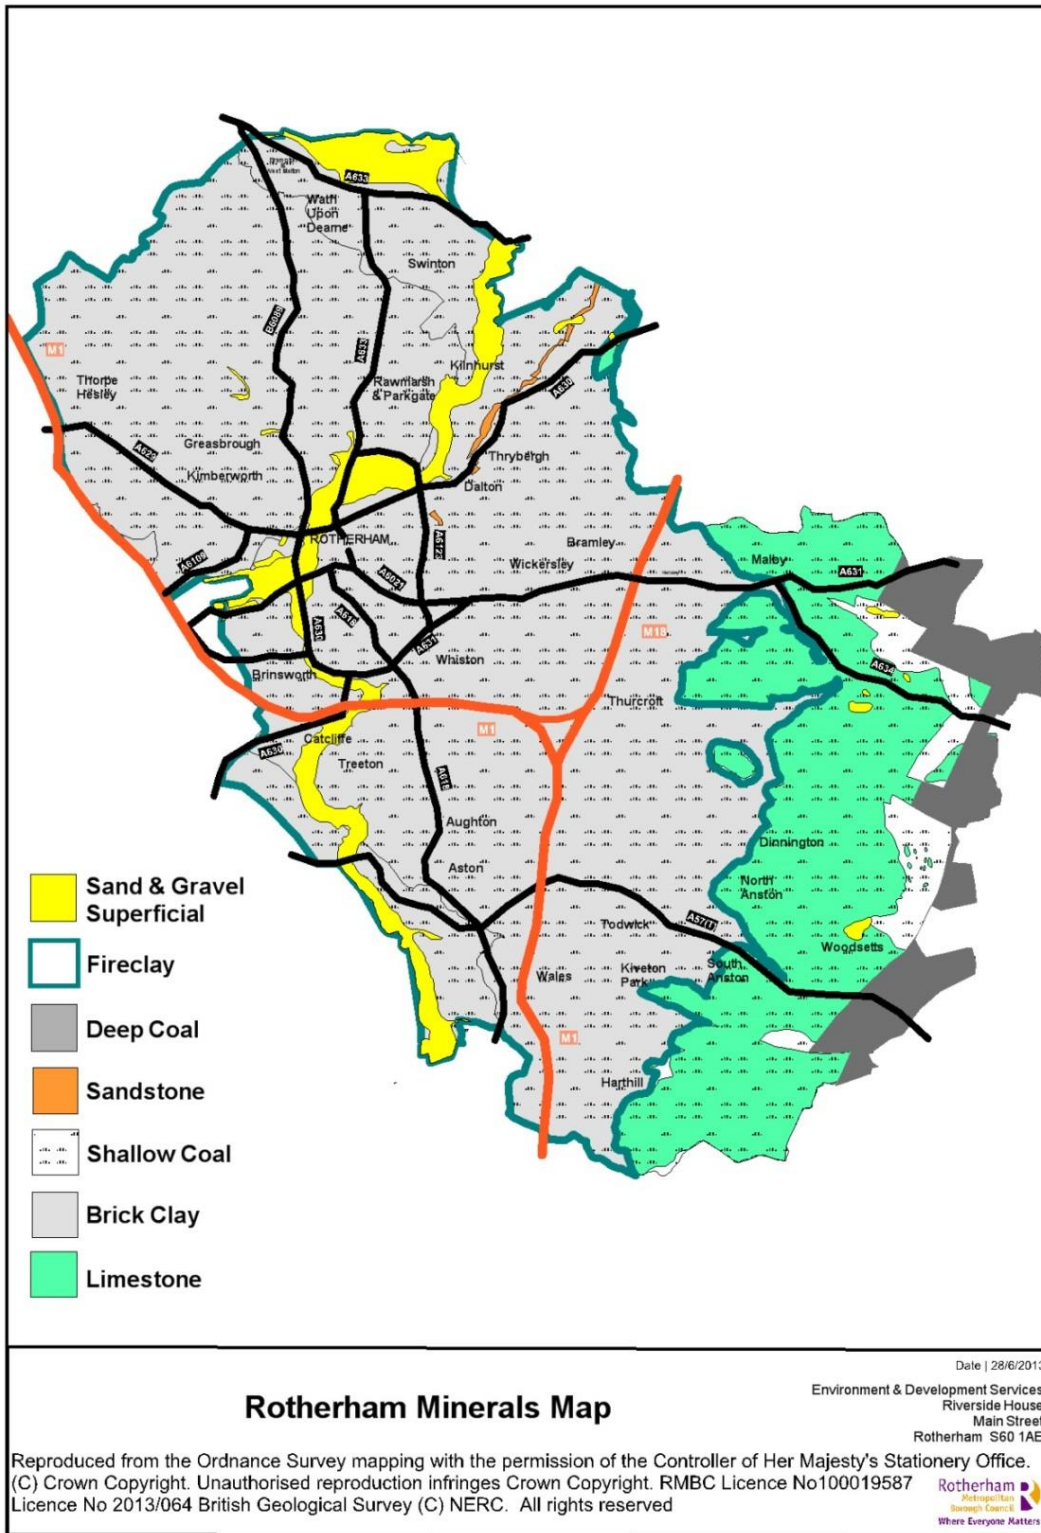 A633
West Melton
Wath
Upon
Dearne
Swinton
B6089
A633
M1
Kilnhurst
Thorpe
Hesley
Rawmarsh
& Parkgate
A630
Greasbrough
A629
Kimberworth
Thrybergh
Dalton
ROTHERHAM
A6123
Bramley
Wickersley
Maltby
A6109
A631
A6021
A618
A630
A631
M18
Whiston
A634
Brinsworth
Thurcroft
M1
Catcliffe
A630
Treeton
A618
Aughton
Dinnington
Aston
North
Anston
Todwick
A57(T)
Woodsetts
Wales
Kiveton
Park
South
Anston
M1
Harthill
Sand & Gravel
Superficial
Fireclay
Deep Coal
Sandstone
Shallow Coal
Brick Clay
Limestone
Date | 28/6/2013
Rotherham Minerals Map
Environment & Development Services
Riverside House
Main Street
Rotherham S60 1AE
Reproduced from the Ordnance Survey mapping with the permission of the Controller of Her Majesty's Stationery Office.
(C) Crown Copyright. Unauthorised reproduction infringes Crown Copyright. RMBC Licence No100019587
Licence No 2013/064 British Geological Survey (C) NERC. All rights reserved
Rotherham
Metropolitan
Borough Council
Where Everyone Matters